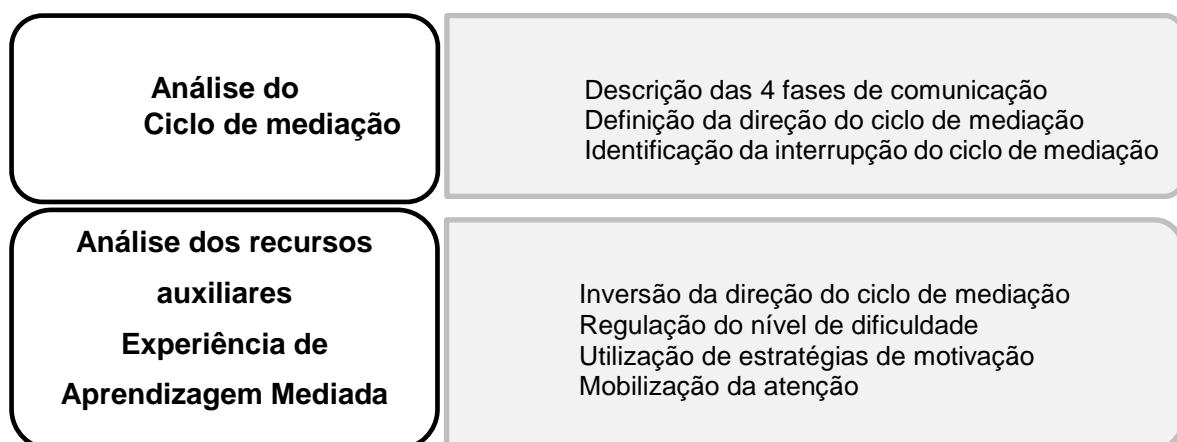 Análise do
Ciclo de mediação
Descrição das 4 fases de comunicação
Definição da direção do ciclo de mediação
Identificação da interrupção do ciclo de mediação
Análise dos recursos
auxiliares
Experiência de
Aprendizagem Mediada
Inversão da direção do ciclo de mediação
Regulação do nível de dificuldade
Utilização de estratégias de motivação
Mobilização da atenção